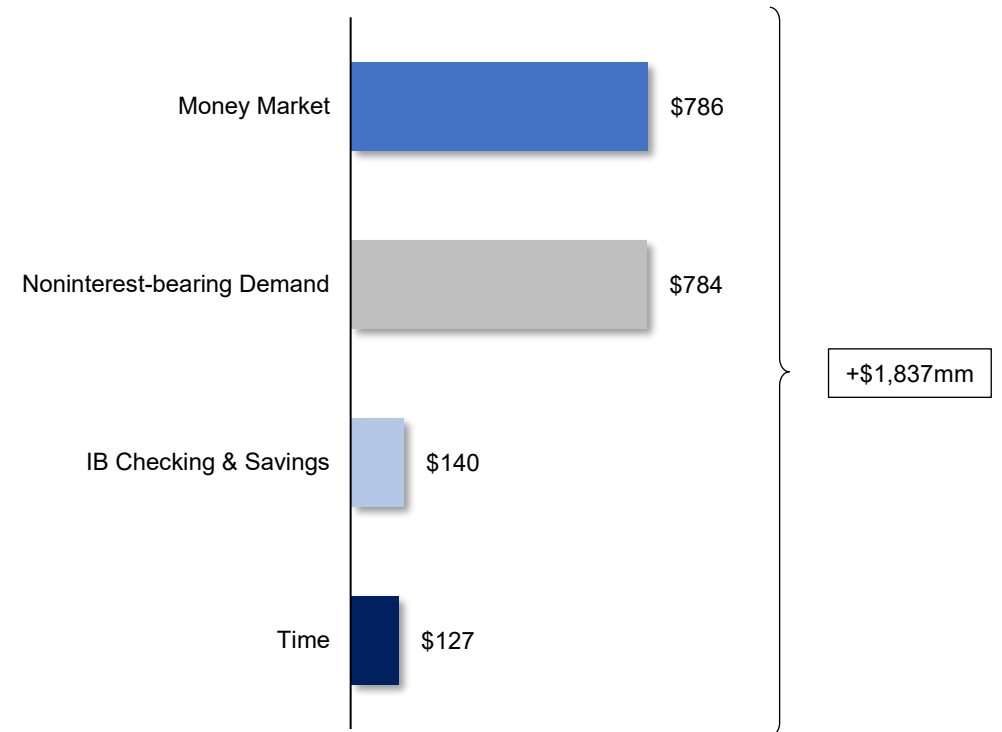 Money Market $786
Noninterest-bearing Demand $784
+$1,837mm
IB Checking & Savings $140
Time $127